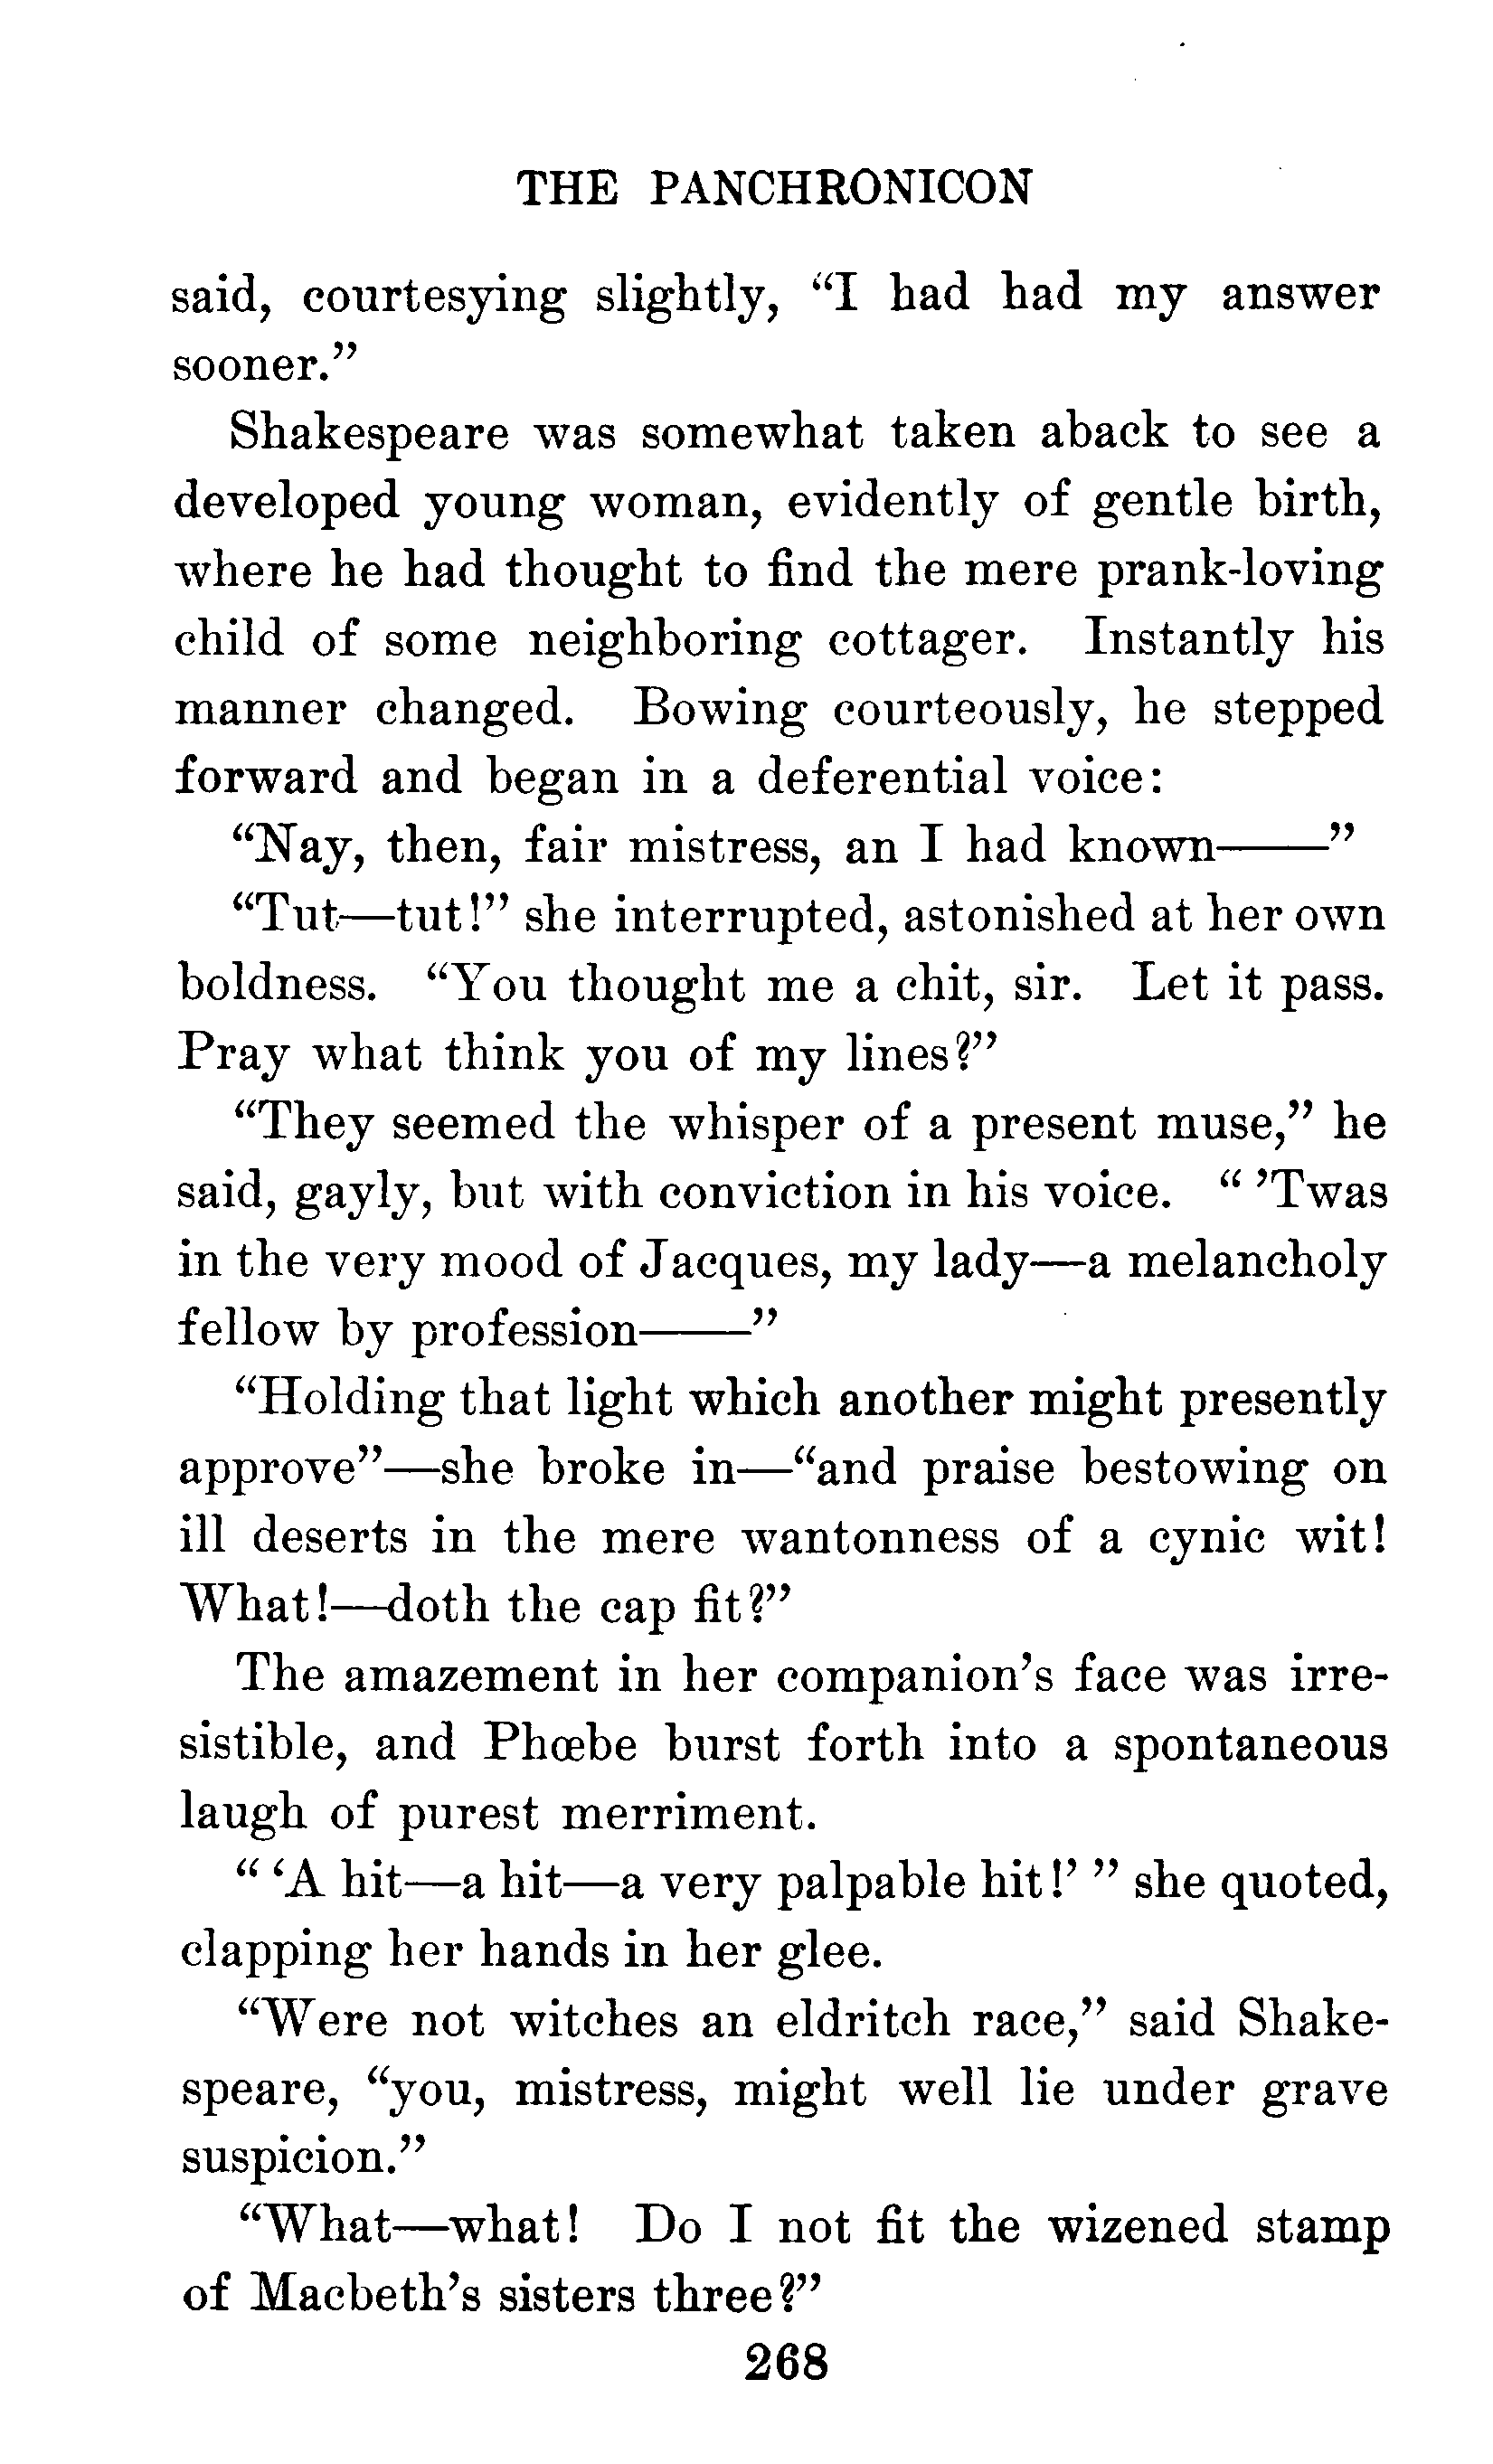 THE PANCHRONICON
said, courtesying slightly, “I had had my answer
sooner.”
Shakespeare was somewhat taken aback to see a
developed young woman, evidently of gentle birth,
where he had thought to find the mere prank-loving
child of some neighboring cottager. Instantly his
manner changed. Bowing courteously, he stepped
forward and began in a deferential voice:
“Nay, then, fair mistress, an I had known——”
“Tut—tut!” she interrupted, astonished at her own
boldness. “You thought me a chit, sir. Let it pass.
Pray what think you of my lines?”
“They seemed the whisper of a present muse,” he
said, gayly, but with conviction in his voice. “ ’Twas
in the very mood of Jacques, my lady—a melancholy
fellow by profession——”
“Holding that light which another might presently
approve”—she broke in—“and praise bestowing on
ill deserts in the mere wantonness of a cynic wit!
What!—doth the cap fit?”
The amazement in her companion’s face was irre-
sistible, and Phœbe burst forth into a spontaneous
laugh of purest merriment.
“ ‘A hit—a hit—a very palpable hit!’ ” she quoted,
clapping her hands in her glee.
“Were not witches an eldritch race,” said Shake-
speare, “you, mistress, might well lie under grave
suspicion.”
“What—what! Do I not fit the wizened stamp
of Macbeth’s sisters three?”
268